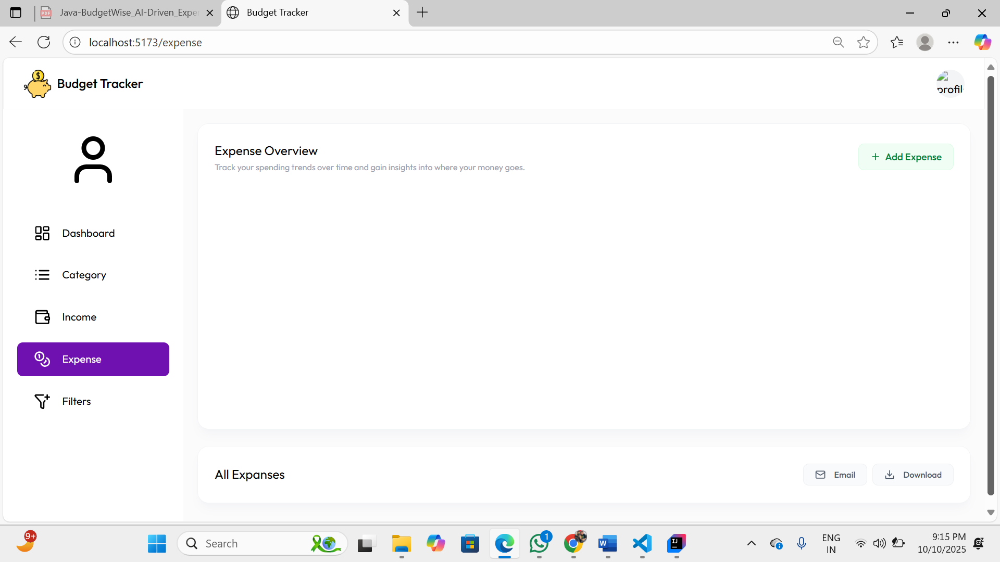 Java-BudgetWise_AI-Driven_Exper
Budget Tracker
localhost:5173/expense
Budget Tracker
profil
Expense Overview
Track your spending trends over time and gain insights into where your money goes.
+ Add Expense
Dashboard
Category
Income
Expense
Filters
All Expanses
Email
Download
9+
Search
1
ENG
IN
9:15 PM
10/10/2025